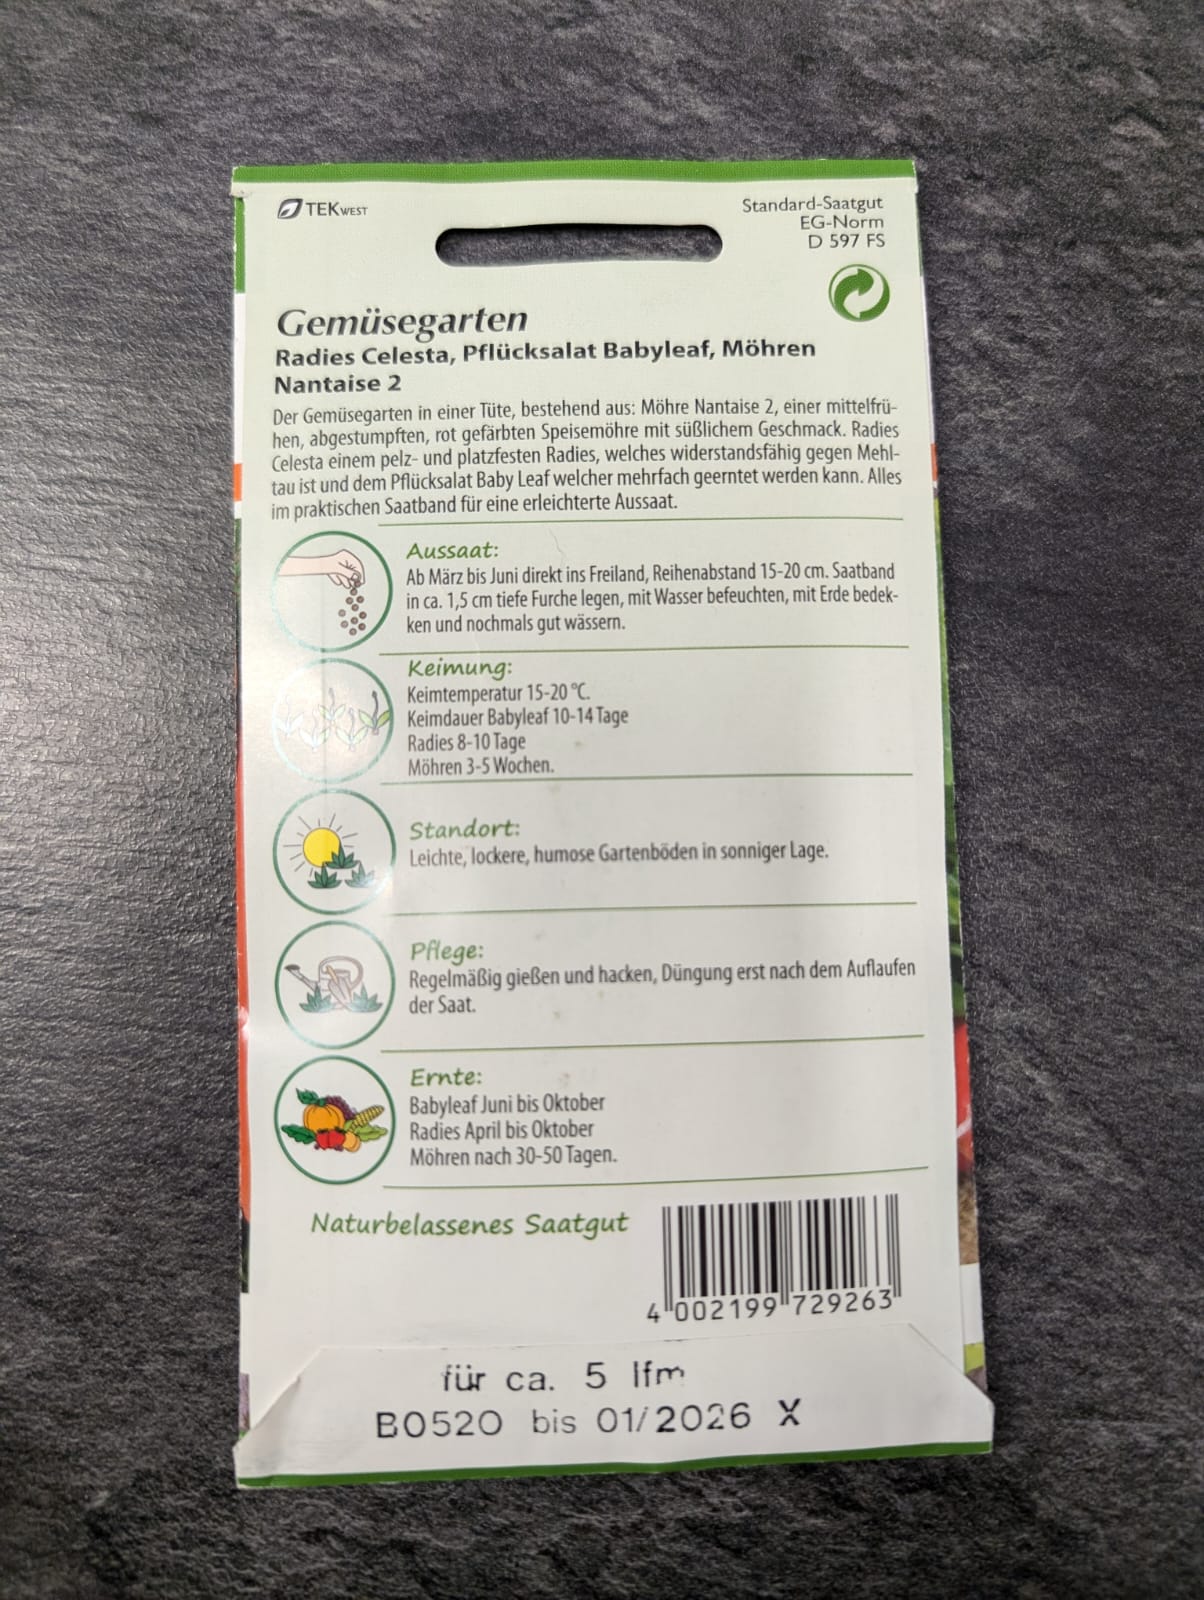 TEKWEST
Standard-Saatgut
EG-Norm
D 597 FS
Gemüsegarten
Radies Celesta, Pflücksalat Babyleaf, Möhren
Nantaise 2
Der Gemüsegarten in einer Tüte, bestehend aus: Möhre Nantaise 2, einer mittelfrü-
hen, abgestumpften, rot gefärbten Speisemöhre mit süßlichem Geschmack. Radies
Celesta einem pelz- und platzfesten Radies, welches widerstandsfähig gegen Mehl-
tau ist und dem Pflücksalat Baby Leaf welcher mehrfach geerntet werden kann. Alles
im praktischen Saatband für eine erleichterte Aussaat.
Aussaat:
Ab März bis Juni direkt ins Freiland, Reihenabstand 15-20 cm. Saatband
in ca. 1,5 cm tiefe Furche legen, mit Wasser befeuchten, mit Erde bedek-
ken und nochmals gut wässern.
Keimung:
Keimtemperatur 15-20 °C.
Keimdauer Babyleaf 10-14 Tage
Radies 8-10 Tage
Möhren 3-5 Wochen.
Standort:
Leichte, lockere, humose Gartenböden in sonniger Lage.
Pflege:
Regelmäßig gießen und hacken, Düngung erst nach dem Auflaufen
der Saat.
Ernte:
Babyleaf Juni bis Oktober
Radies April bis Oktober
Möhren nach 30-50 Tagen.
Naturbelassenes Saatgut
4 002199 729263
für ca. 5 lfm
B0520 bis 01/2026 X